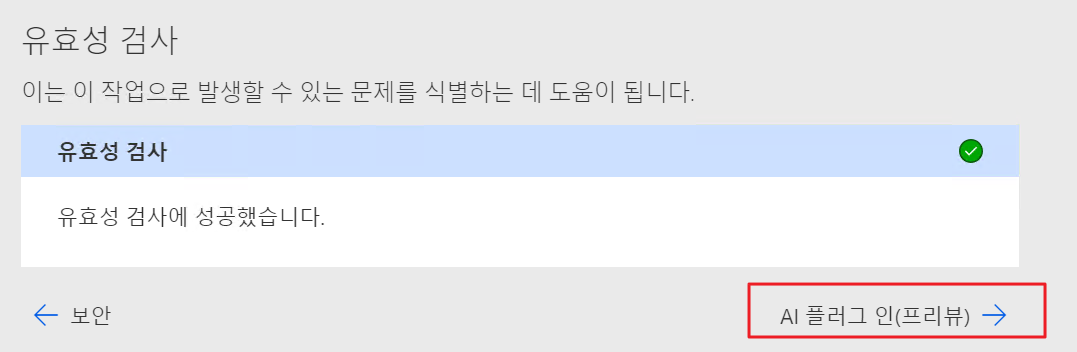 유효성 검사
이는 이 작업으로 발생할 수 있는 문제를 식별하는 데 도움이 됩니다.
유효성 검사
유효성 검사에 성공했습니다.
보안
AI 플러그 인(프리뷰)